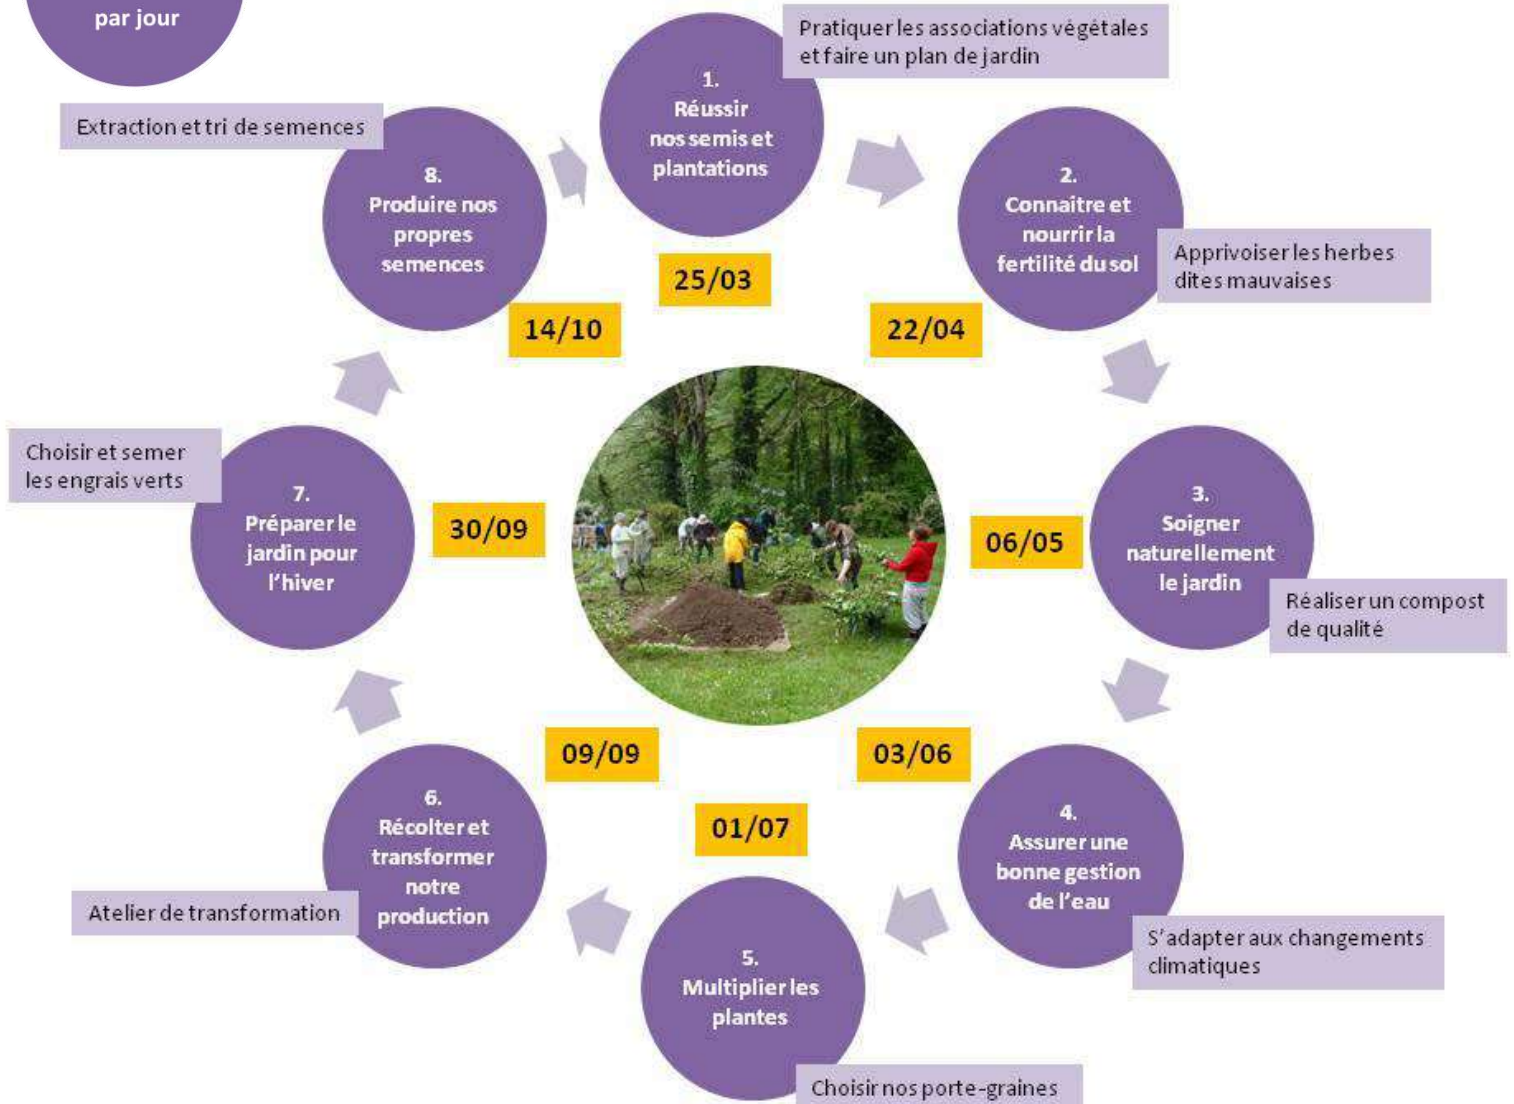 par jour
Pratiquer les associations végétales
et faire un plan de jardin
1.
Réussir
nos semis et
plantations
25/03
2.
Connaitre et
nourrir la
fertilité du sol
Apprivoiser les herbes
dites mauvaises
22/04
3.
Soigner
naturellement
le jardin
Réaliser un compost
de qualité
06/05
4.
Assurer une
bonne gestion
de l'eau
S'adapter aux changements
climatiques
03/06
5.
Multiplier les
plantes
Choisir nos porte-graines
01/07
6.
Récolter et
transformer
notre
production
Atelier de transformation
09/09
7.
Préparer le
jardin pour
l'hiver
Choisir et semer
les engrais verts
30/09
8.
Produire nos
propres
semences
Extraction et tri de semences
14/10